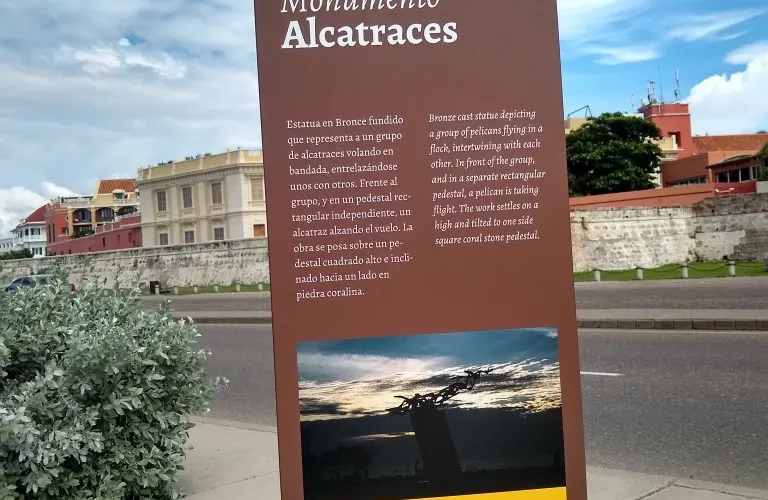 Monumento
Alcatraces
Estatua en Bronce fundido
que representa a un grupo
de alcatraces volando en
bandada, entrelazándose
unos con otros. Frente al
grupo, y en un pedestal rec-
tangular independiente, un
alcatraz alzando el vuelo. La
obra se posa sobre un pe-
destal cuadrado alto e incli-
nado hacia un lado en
piedra coralina.
Bronze cast statue depicting
a group of pelicans flying in a
flock, intertwining with each
other. In front of the group,
and in a separate rectangular
pedestal, a pelican is taking
flight. The work settles on a
high and tilted to one side
square coral stone pedestal.